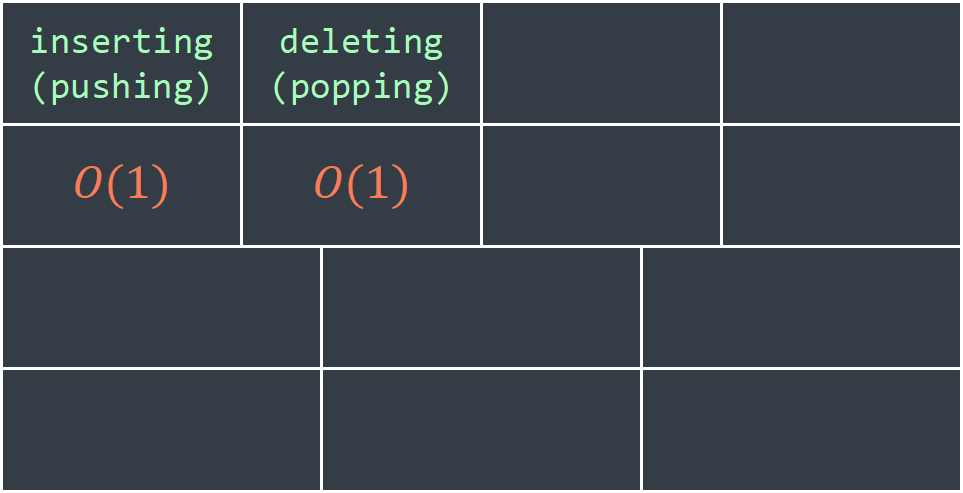 inserting
(pushing)
deleting
(popping)
O(1)
O(1)